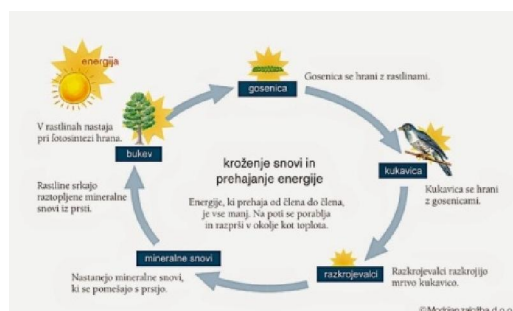 energija
gosenica
Gosenica se hrani z rastlinami.
V rastlinah nastaja
pri fotosintezi hrana.
bukev
kroženje snovi in
prehajanje energije
kukavica
Kukavica se hrani
z gosenicami.
Rastline srkajo
raztopljene mineralne
snovi iz prsti.
Energije, ki prehaja od člena do člena,
je vse manj. Na poti se porablja
in razprši v okolje kot toplota.
mineralne snovi
Nastanejo mineralne snovi,
ki se pomešajo s prstjo.
razkrojevalci
Razkrojevalci razkrojijo
mrtvo kukavico.
©Modrijan založba d.o.o.